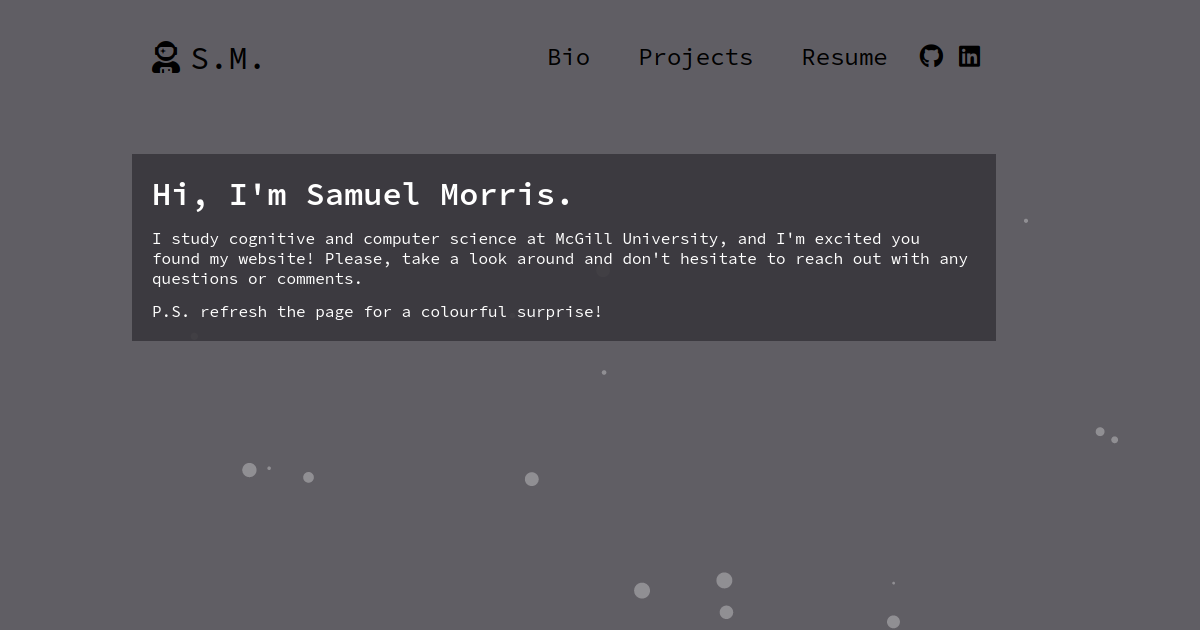 S.M.
Bio Projects Resume
Hi, I'm Samuel Morris.
I study cognitive and computer science at McGill University, and I'm excited you
found my website! Please, take a look around and don't hesitate to reach out with any
questions or comments.
P.S. refresh the page for a colourful surprise!